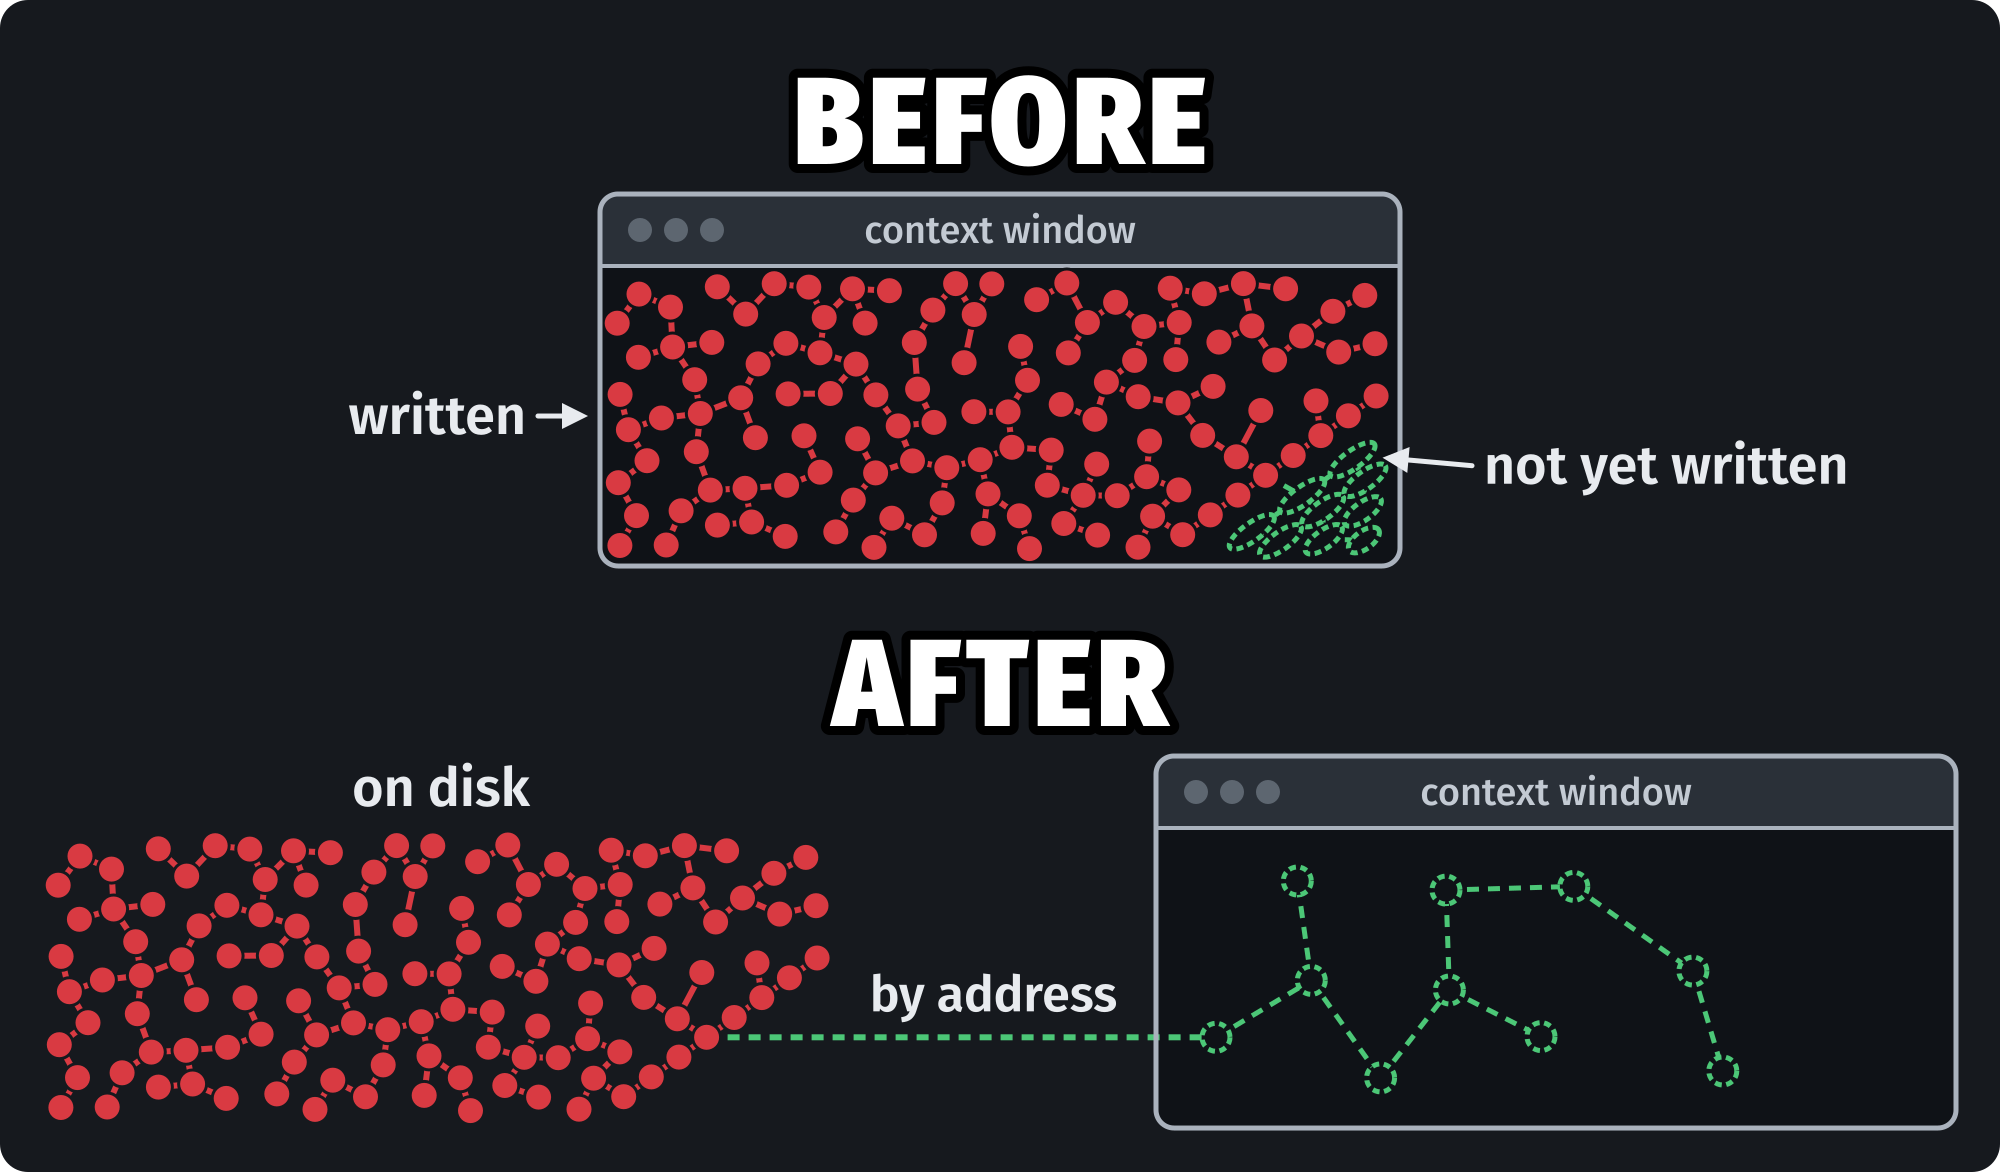 BEFORE
context window
written
not yet written
AFTER
on disk
context window
by address